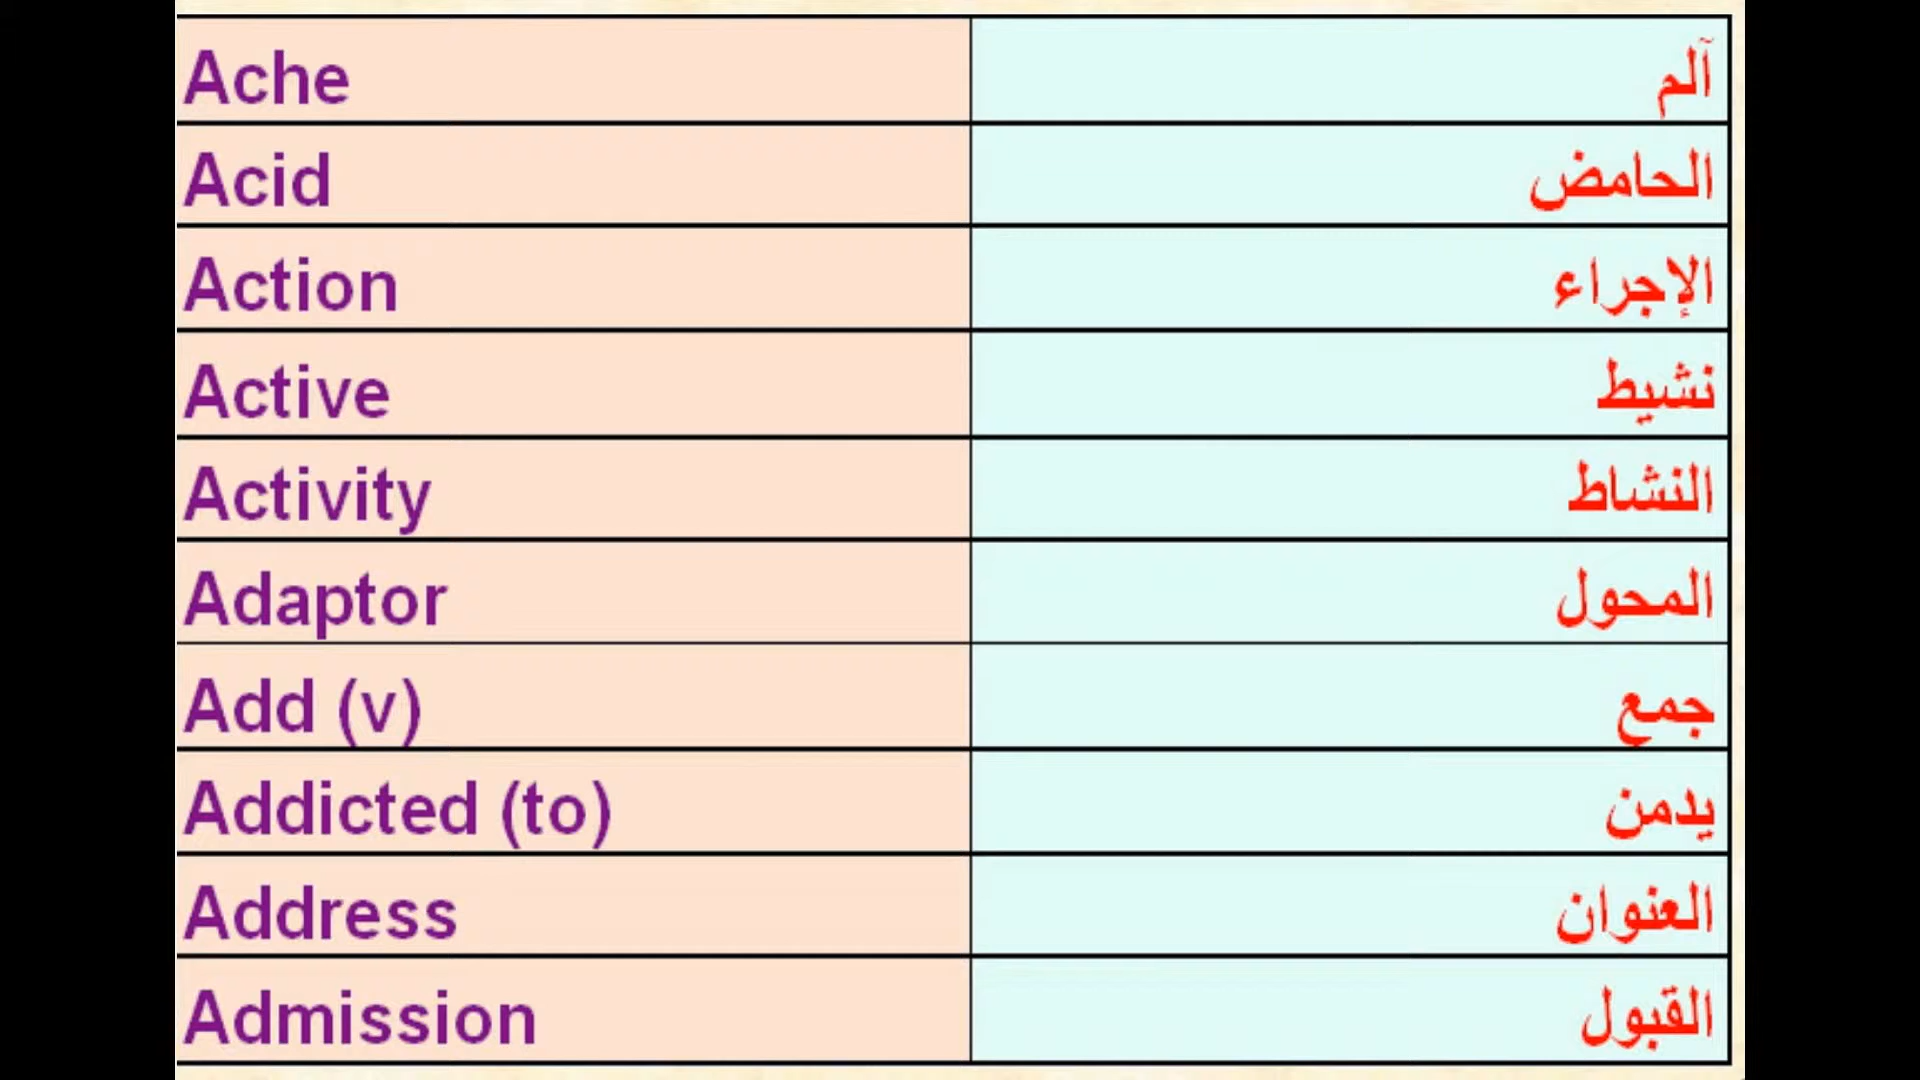 Ache آلم
Acid الحامض
Action الإجراء
Active نشيط
Activity النشاط
Adaptor المحول
Add (v) جمع
Addicted (to) يدمن
Address العنوان
Admission القبول